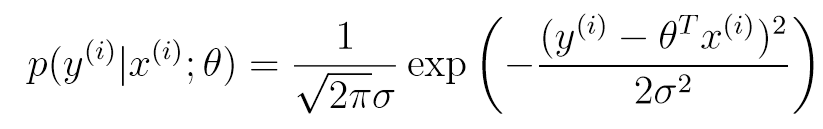 p(y^{(i)}|x^{(i)}; θ) = \frac{1}{\sqrt{2π}σ} exp ( -\frac{(y^{(i)} - θ^T x^{(i)})^2}{2σ^2} )